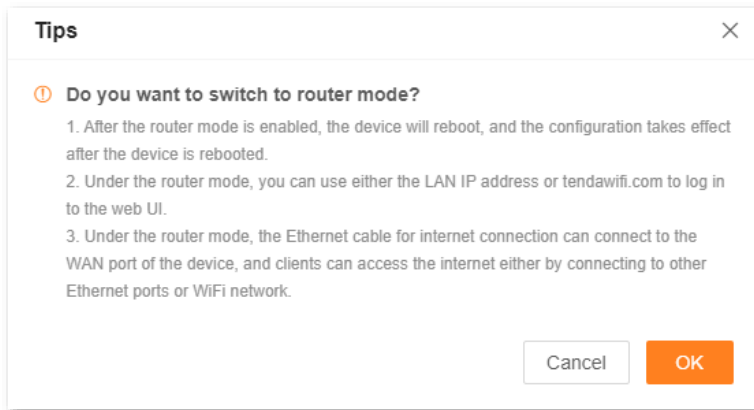 Tips
Do you want to switch to router mode?
1. After the router mode is enabled, the device will reboot, and the configuration takes effect
after the device is rebooted.
2. Under the router mode, you can use either the LAN IP address or tendawifi.com to log in
to the web UI.
3. Under the router mode, the Ethernet cable for internet connection can connect to the
WAN port of the device, and clients can access the internet either by connecting to other
Ethernet ports or WiFi network.
Cancel
OK